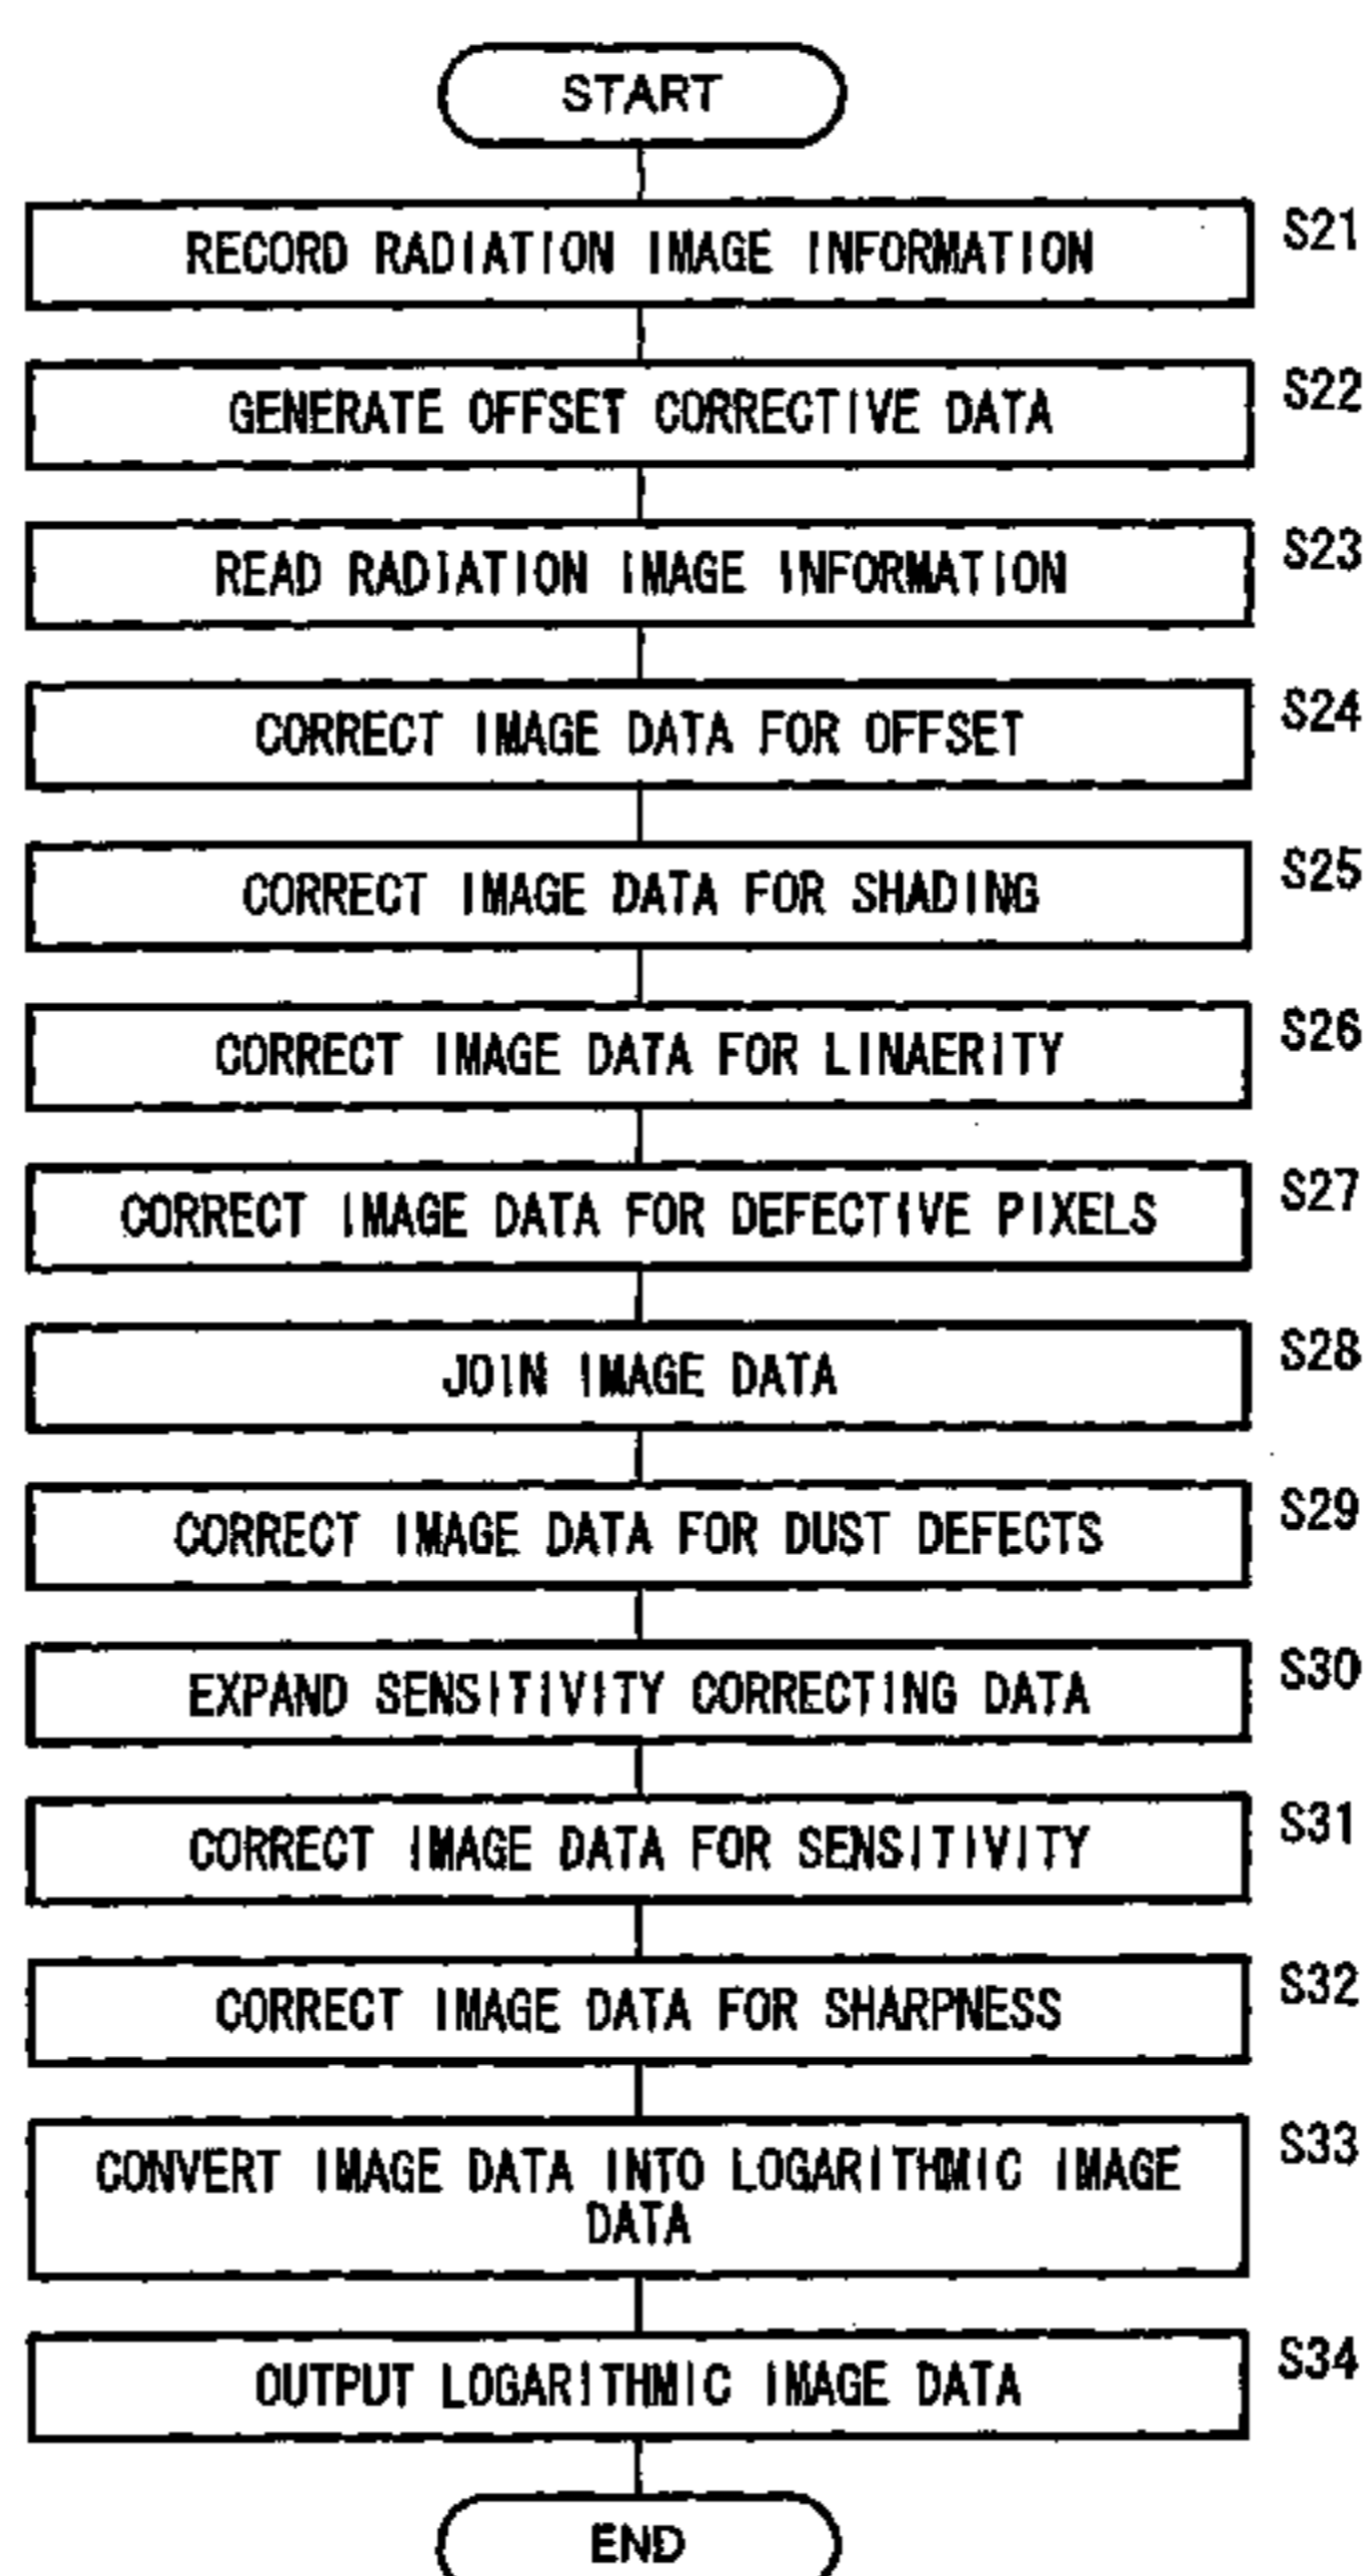 START
RECORD RADIATION IMAGE INFORMATION S21
GENERATE OFFSET CORRECTIVE DATA S22
READ RADIATION IMAGE INFORMATION S23
CORRECT IMAGE DATA FOR OFFSET S24
CORRECT IMAGE DATA FOR SHADING S25
CORRECT IMAGE DATA FOR LINAERITY S26
CORRECT IMAGE DATA FOR DEFECTIVE PIXELS S27
JOIN IMAGE DATA S28
CORRECT IMAGE DATA FOR DUST DEFECTS S29
EXPAND SENSITIVITY CORRECTING DATA S30
CORRECT IMAGE DATA FOR SENSITIVITY S31
CORRECT IMAGE DATA FOR SHARPNESS S32
CONVERT IMAGE DATA INTO LOGARITHMIC IMAGE S33
DATA
OUTPUT LOGARITHMIC IMAGE DATA S34
END